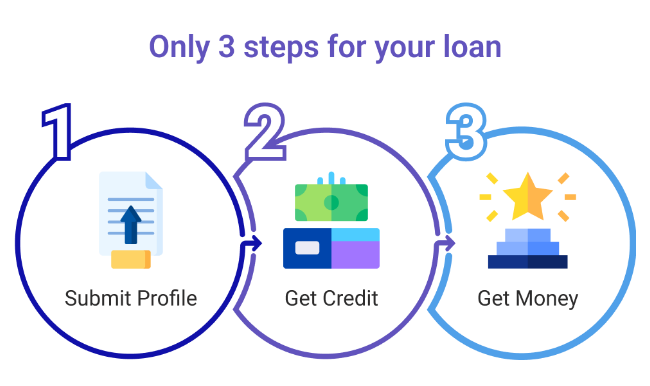 Only 3 steps for your loan
1
2
3
Submit Profile
Get Credit
Get Money